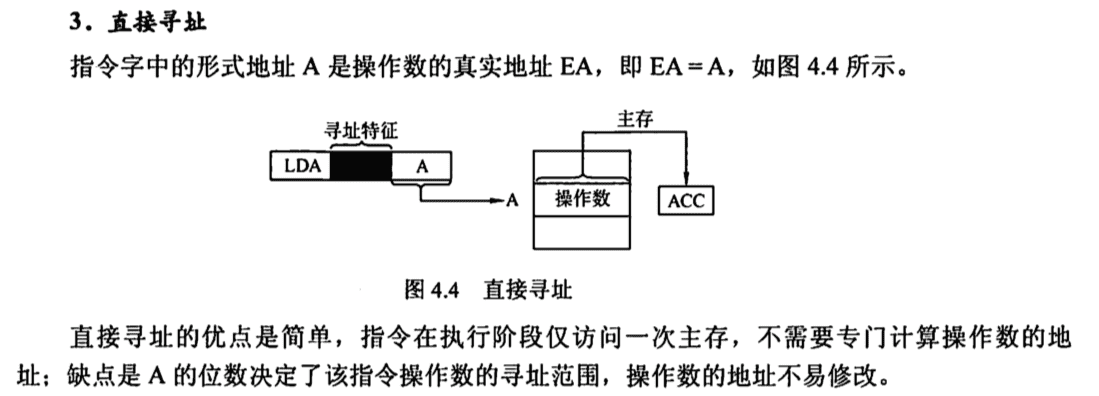 3．直接寻址
指令字中的形式地址 A 是操作数的真实地址 EA，即 EA = A，如图 4.4 所示。
寻址特征
主存
LDA
A
A
操作数
ACC
图 4.4 直接寻址
直接寻址的优点是简单，指令在执行阶段仅访问一次主存，不需要专门计算操作数的地
址；缺点是 A 的位数决定了该指令操作数的寻址范围，操作数的地址不易修改。